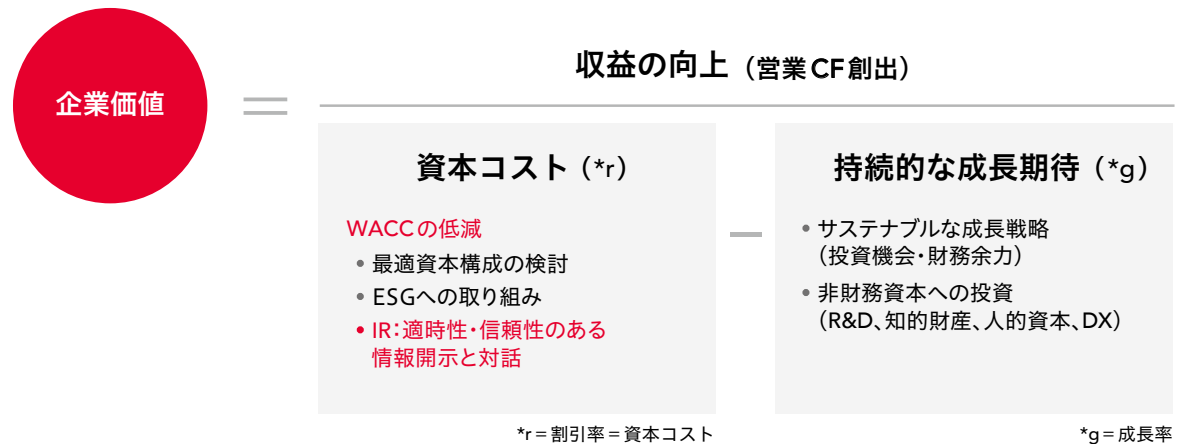 企業価値
=
収益の向上（営業CF創出）
資本コスト（*r）
WACCの低減
• 最適資本構成の検討
• ESGへの取り組み
• IR：適時性・信頼性のある
情報開示と対話
−
持続的な成長期待（*g）
• サステナブルな成長戦略
（投資機会・財務余力）
• 非財務資本への投資
（R&D、知的財産、人的資本、DX）
*r＝割引率＝資本コスト
*g＝成長率